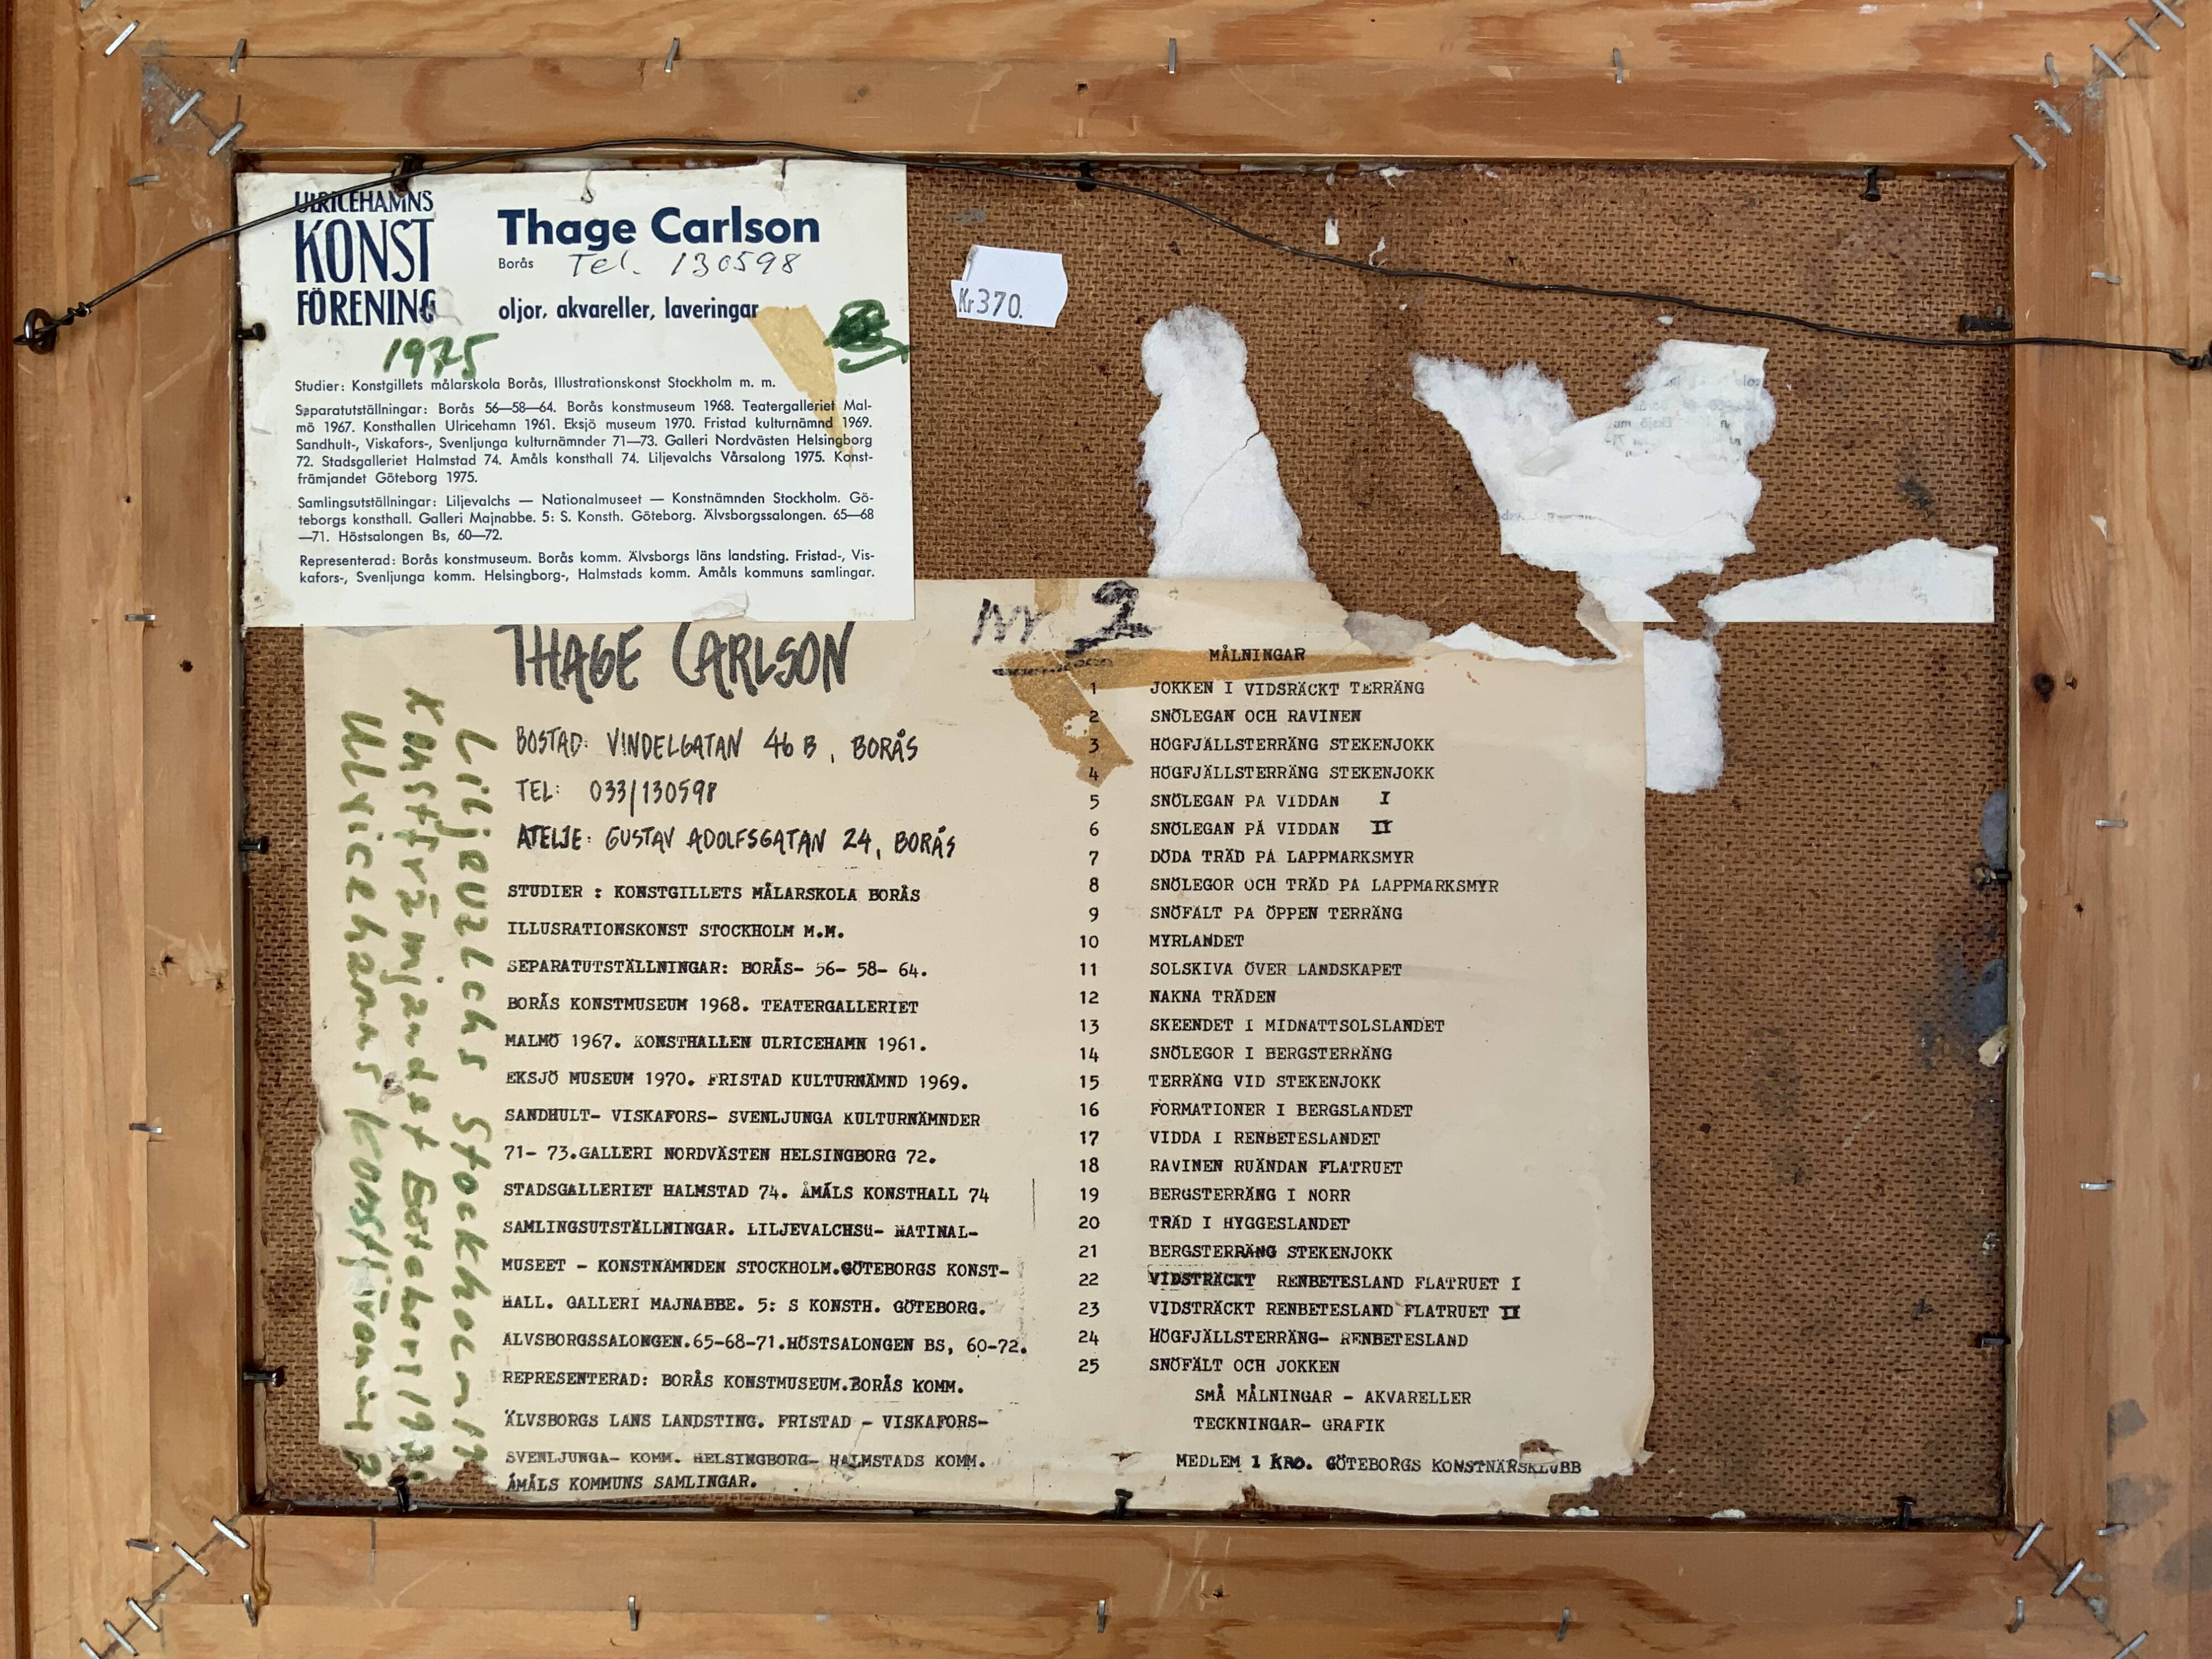 ULRICEHAMNS
KONST
FÖRENING
1975
Thage Carlson
Borås Tel. 130598
oljor, akvareller, laveringar
Studier: Konstgillets målarskola Borås, Illustrationskonst Stockholm m. m.
Separatutställningar: Borås 56—58—64. Borås konstmuseum 1968. Teatergalleriet Mal-
mö 1967. Konsthallen Ulricehamn 1961. Eksjö museum 1970. Fristad kulturnämnd 1969.
Sandhult-, Viskafors-, Svenljunga kulturnämnder 71—73. Galleri Nordvästen Helsingborg
72. Stadsgalleriet Halmstad 74. Åmåls konsthall 74. Liljevalchs Vårsalong 1975. Konst-
främjandet Göteborg 1975.
Samlingsutställningar: Liljevalchs — Nationalmuseet — Konstnämnden Stockholm. Gö-
teborgs konsthall. Galleri Majnabbe. 5: S. Konsth. Göteborg. Älvsborgssalongen. 65—68
—71. Höstsalongen Bs, 60—72.
Representerad: Borås konstmuseum. Borås komm. Älvsborgs läns landsting. Fristad-, Vis-
kafors-, Svenljunga komm. Helsingborg-, Halmstads komm. Åmåls kommuns samlingar.
Kr 370.
THAGE CARLSON
BOSTAD: VINDELGATAN 46 B, BORÅS
TEL: 033/130598
ATELJE: GUSTAV ADOLFSGATAN 24, BORÅS
STUDIER : KONSTGILLETS MÅLARSKOLA BORÅS
ILLUSRATIONSKONST STOCKHOLM M.M.
SEPARATUTSTÄLLNINGAR: BORÅS- 56- 58- 64.
BORÅS KONSTMUSEUM 1968. TEATERGALLERIET
MALMÖ 1967. KONSTHALLEN ULRICEHAMN 1961.
EKSJÖ MUSEUM 1970. FRISTAD KULTURNÄMND 1969.
SANDHULT- VISKAFORS- SVENLJUNGA KULTURNÄMNDER
71- 73.GALLERI NORDVÄSTEN HELSINGBORG 72.
STADSGALLERIET HALMSTAD 74. ÅMÅLS KONSTHALL 74
SAMLINGSUTSTÄLLNINGAR. LILJEVALCHSU- NATINAL-
MUSEET - KONSTNÄMNDEN STOCKHOLM.GÖTEBORGS KONST-
HALL. GALLERI MAJNABBE. 5: S KONSTH. GÖTEBORG.
ALVSBORGSSALONGEN.65-68-71.HÖSTSALONGEN BS, 60-72.
REPRESENTERAD: BORÅS KONSTMUSEUM.BORÅS KOMM.
ÄLVSBORGS LANS LANDSTING. FRISTAD - VISKAFORS-
SVENLJUNGA- KOMM. HELSINGBORG- HALMSTADS KOMM.
ÅMÅLS KOMMUNS SAMLINGAR.
Liljevalchs Stockholm
Konstfrämjandet
Ulricehamns
nr 2
MÅLNINGAR
1 JOKKEN I VIDSRÄCKT TERRÄNG
2 SNÖLEGAN OCH RAVINEN
3 HÖGFJÄLLSTERRÄNG STEKENJOKK
4 HÖGFJÄLLSTERRÄNG STEKENJOKK
5 SNÖLEGAN PA VIDDAN I
6 SNÖLEGAN PÅ VIDDAN II
7 DÖDA TRÄD PÅ LAPPMARKSMYR
8 SNÖLEGOR OCH TRÄD PA LAPPMARKSMYR
9 SNÖFALT PA ÖPPEN TERRÄNG
10 MYRLANDET
11 SOLSKIVA ÖVER LANDSKAPET
12 NAKNA TRÄDEN
13 SKEENDET I MIDNATTSOLSLANDET
14 SNÖLEGOR I BERGSTERRÄNG
15 TERRÄNG VID STEKENJOKK
16 FORMATIONER I BERGSLANDET
17 VIDDA I RENBETESLANDET
18 RAVINEN RUÄNDAN FLATRUET
19 BERGSTERRÄNG I NORR
20 TRÄD I HYGGESLANDET
21 BERGSTERRÄNG STEKENJOKK
22 VIDSTRÄCKT RENBETESLAND FLATRUET I
23 VIDSTRÄCKT RENBETESLAND FLATRUET II
24 HÖGFJÄLLSTERRÄNG- RENBETESLAND
25 SNÖFÄLT OCH JOKKEN
SMÅ MÅLNINGAR - AKVARELLER
TECKNINGAR- GRAFIK
MEDLEM I KRO. GÖTEBORGS KONSTNÄRSKLUBB